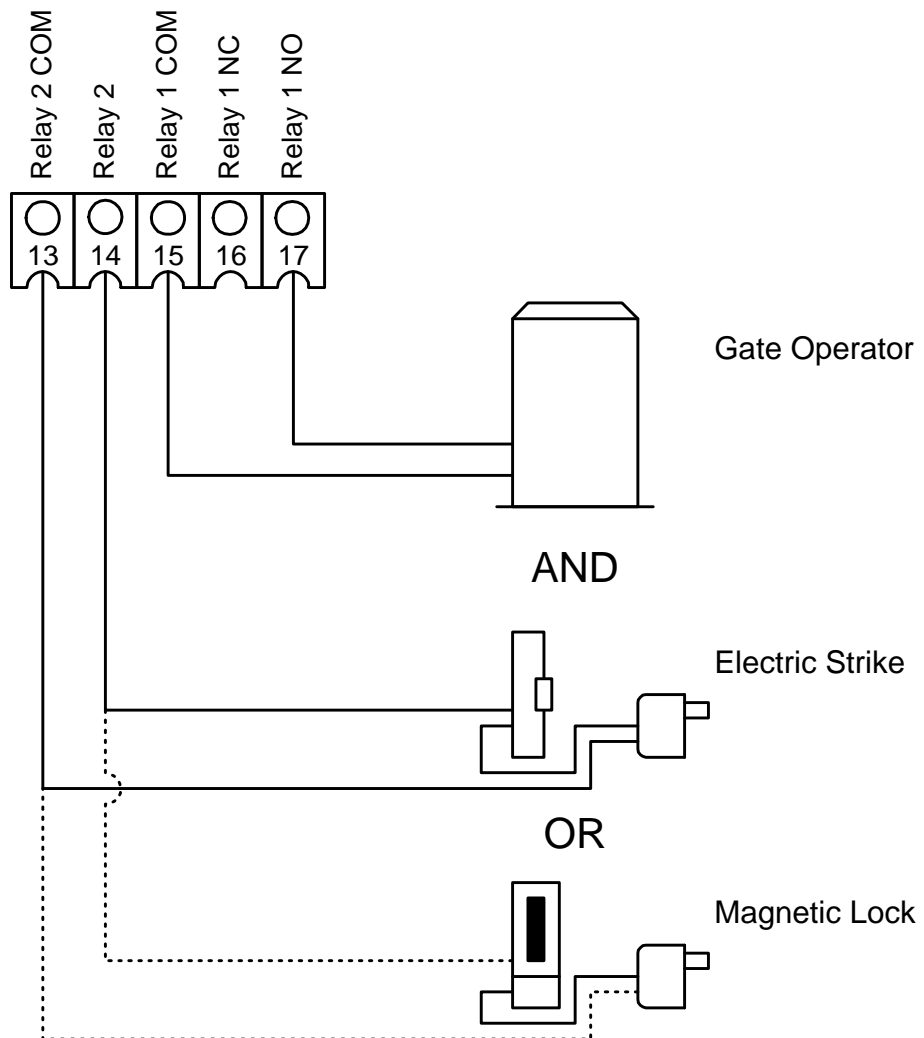 Relay 2 COM
Relay 2
Relay 1 COM
Relay 1 NC
Relay 1 NO
13
14
15
16
17
Gate Operator
AND
Electric Strike
OR
Magnetic Lock